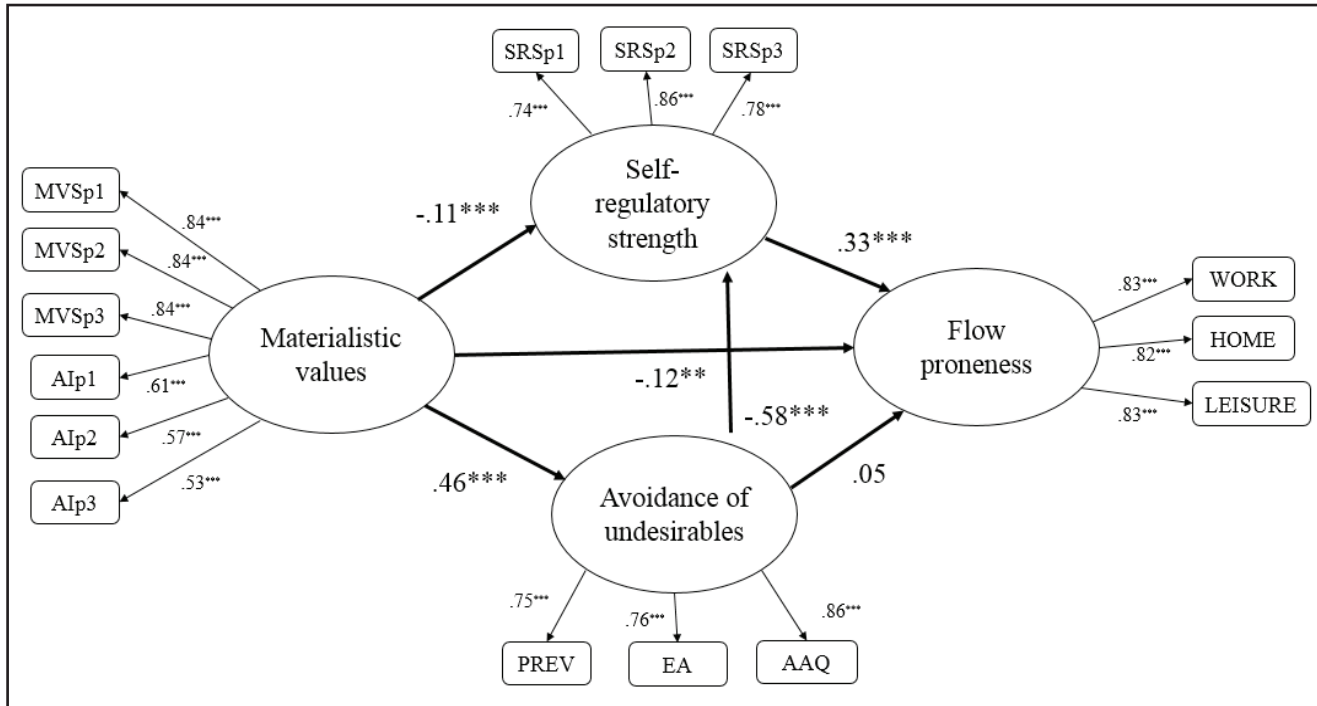 SRSp1
SRSp2
SRSp3
.74***
.86***
.78***
Self-
regulatory
strength
MVSp1
MVSp2
MVSp3
AIp1
AIp2
AIp3
.84***
.84***
.84***
.61***
.57***
.53***
Materialistic
values
-.11***
.33***
-.12**
-.58***
.46***
.05
Flow
proneness
.83***
.82***
.83***
WORK
HOME
LEISURE
Avoidance of
undesirables
.75***
.76***
.86***
PREV
EA
AAQ